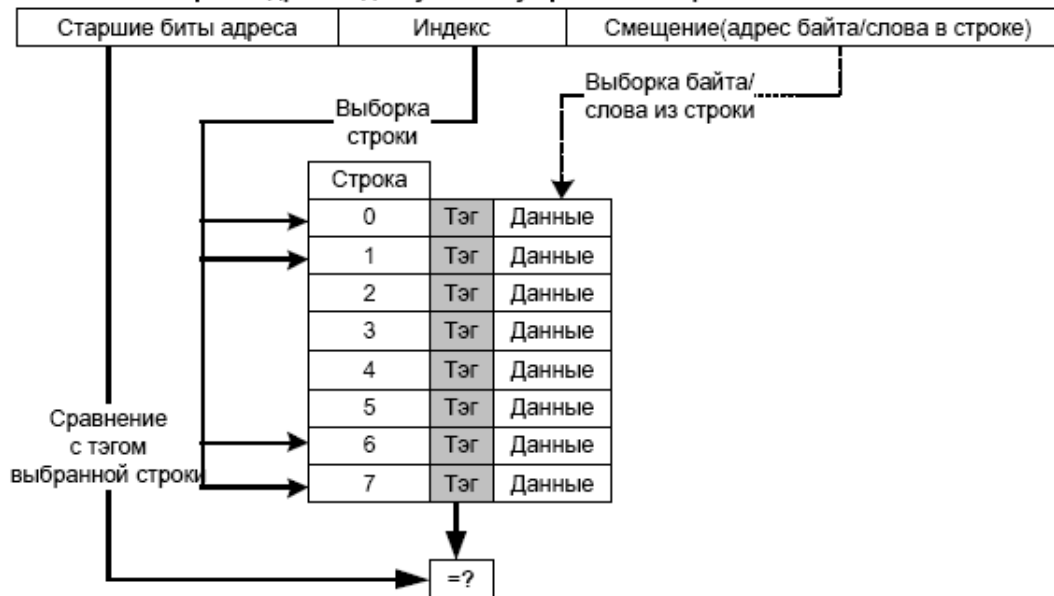 Старшие биты адреса Индекс Смещение(адрес байта/слова в строке)
Выборка байта/
слова из строки
Выборка
строки
Строка
0 Тэг Данные
1 Тэг Данные
2 Тэг Данные
3 Тэг Данные
4 Тэг Данные
5 Тэг Данные
6 Тэг Данные
7 Тэг Данные
Сравнение
с тэгом
выбранной строки
=?